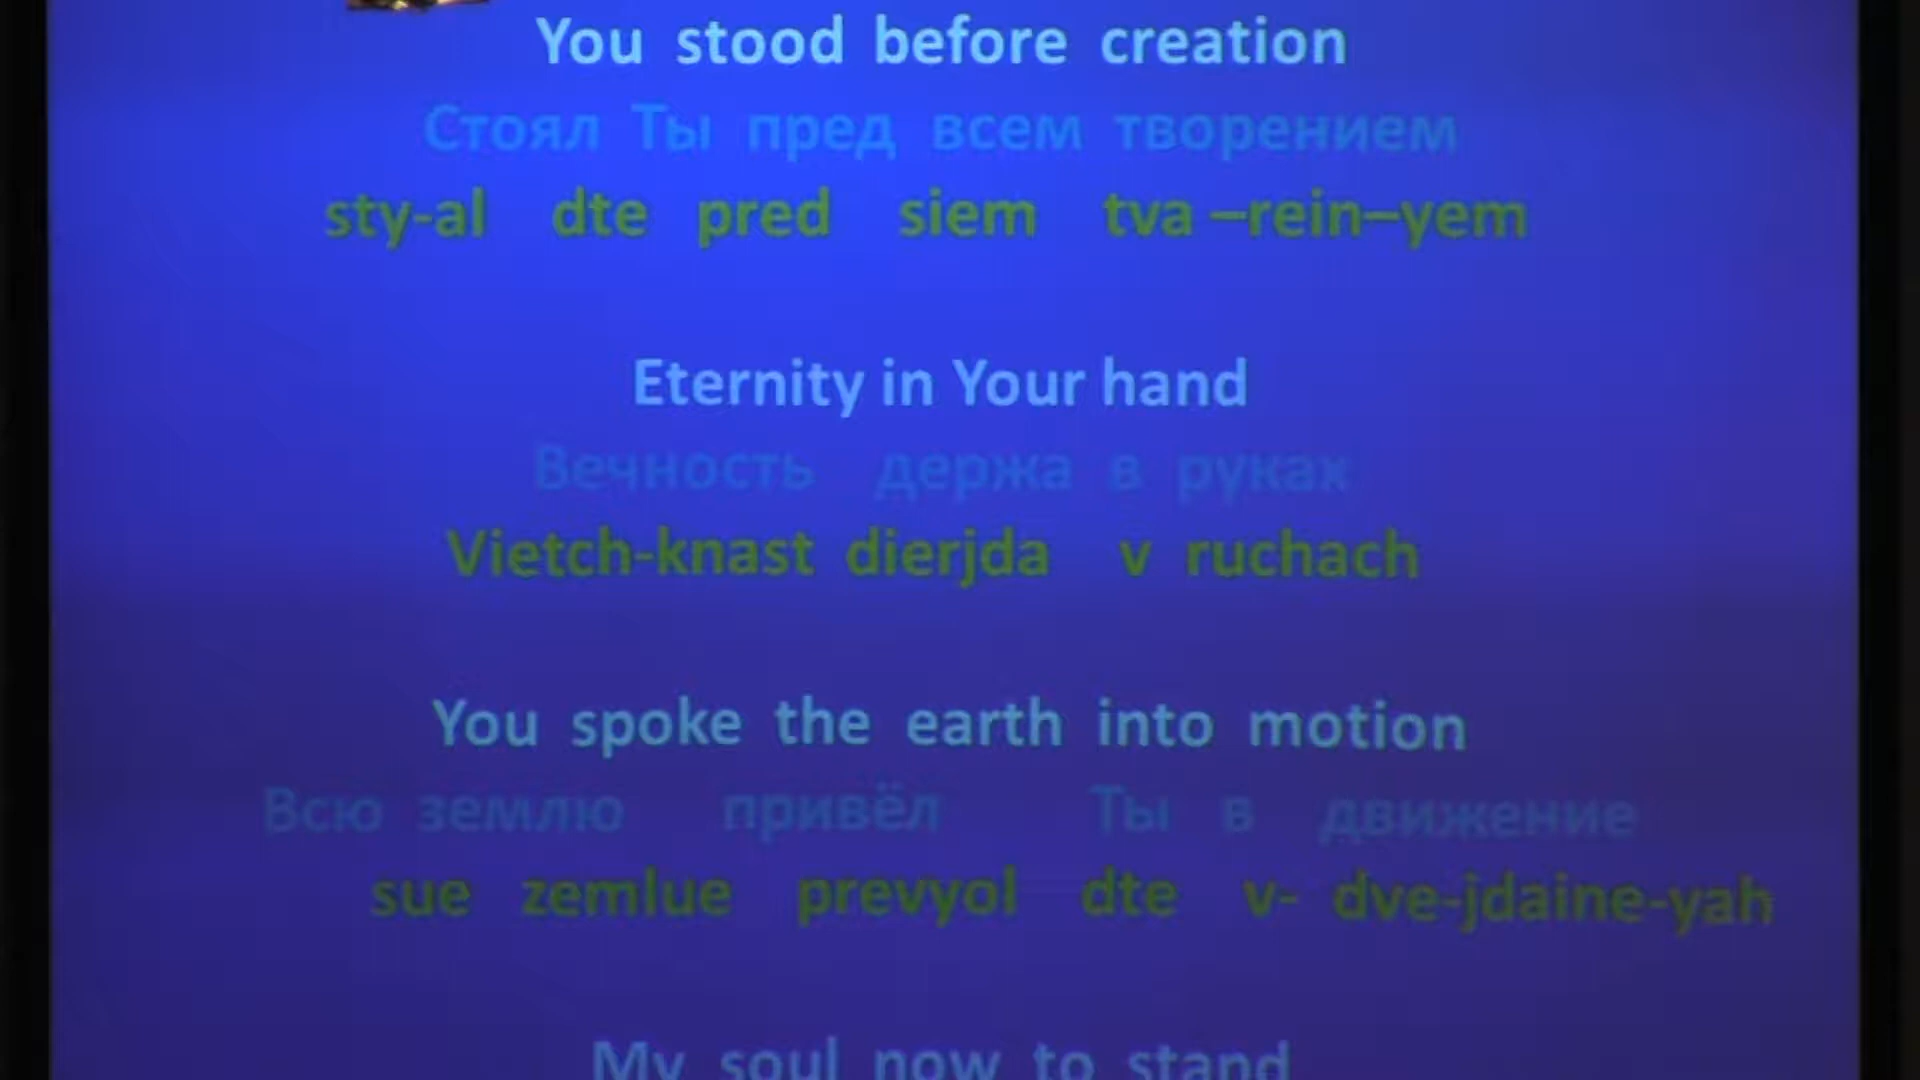 You stood before creation
Стоял Ты пред всем творением
sty-al dte pred siem tva –rein–yem
Eternity in Your hand
Вечность держа в руках
Vietch-knast dierjda v ruchach
You spoke the earth into motion
Всю землю привёл Ты в движение
sue zemlue prevyol dte v- dve-jdaine-yah
My soul now to stand